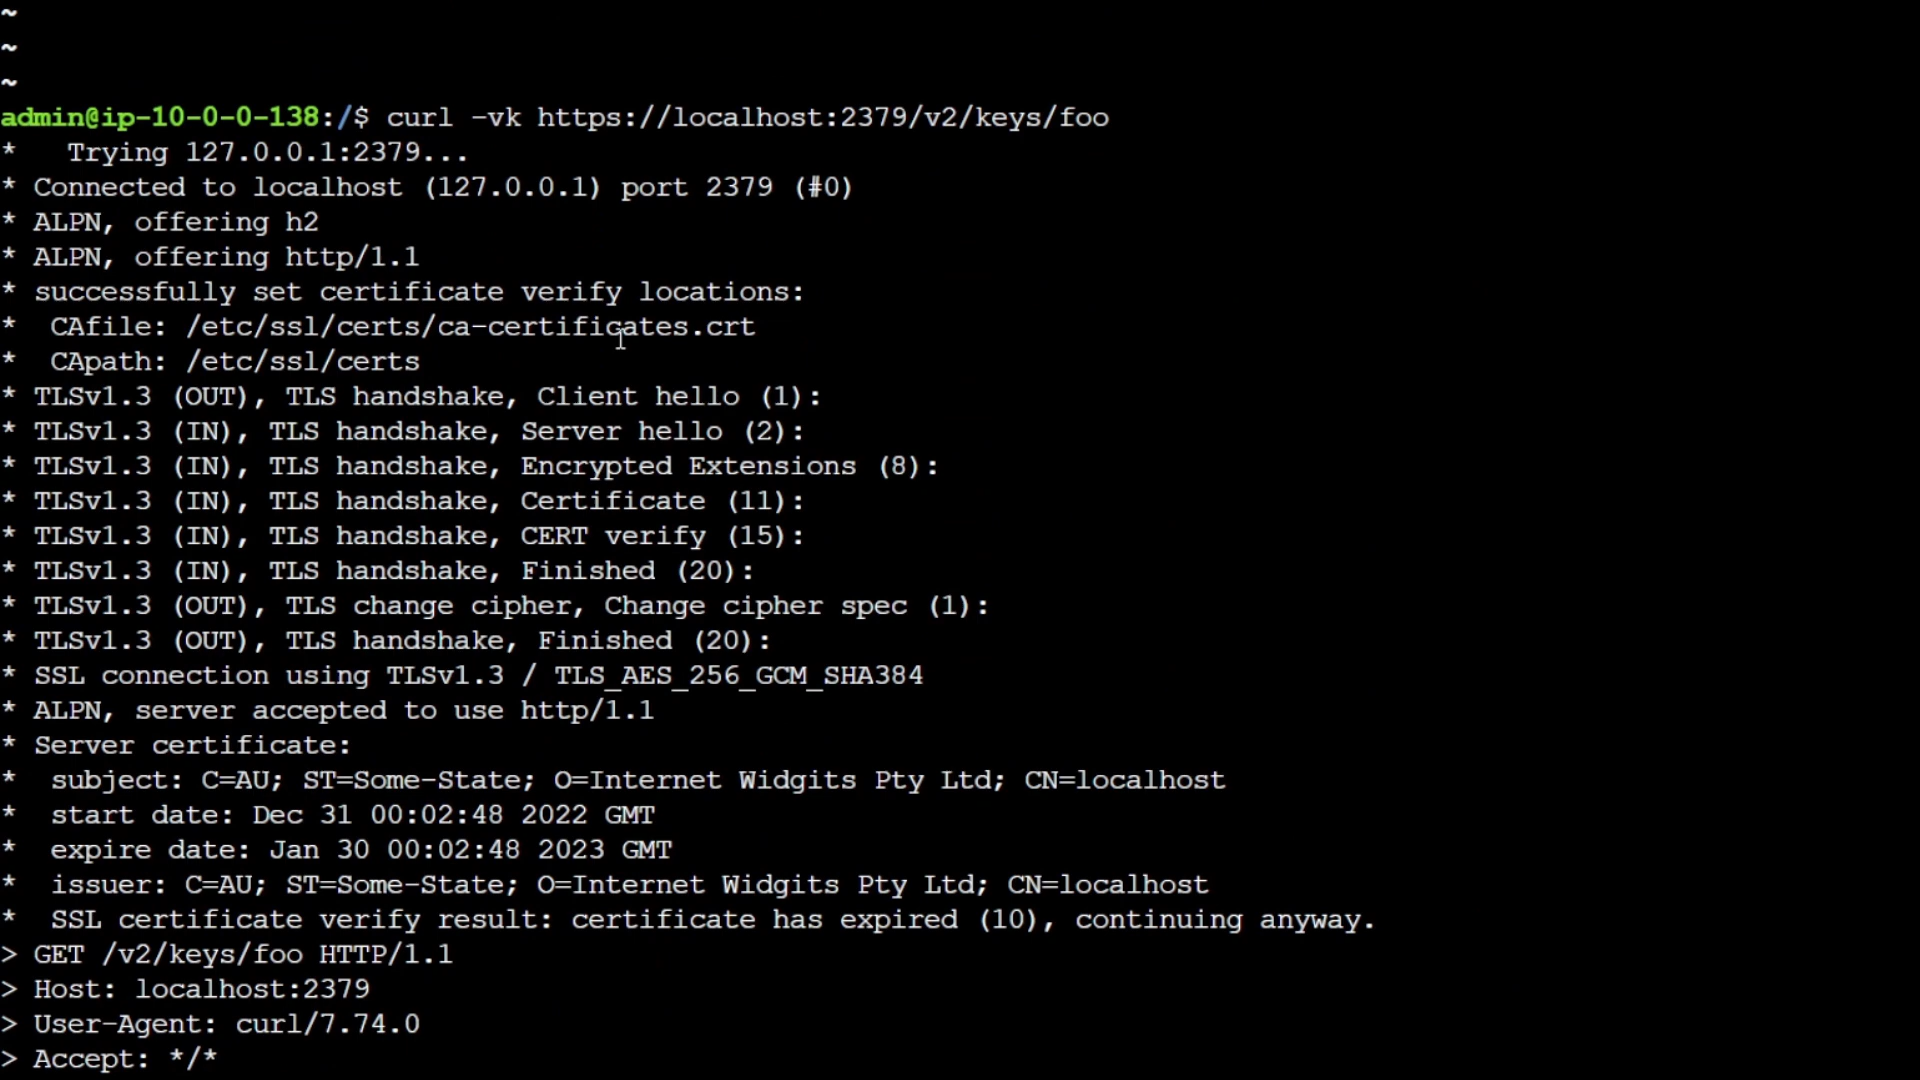 ~
~
~
admin@ip-10-0-0-138:/$ curl -vk https://localhost:2379/v2/keys/foo
*   Trying 127.0.0.1:2379...
* Connected to localhost (127.0.0.1) port 2379 (#0)
* ALPN, offering h2
* ALPN, offering http/1.1
* successfully set certificate verify locations:
*  CAfile: /etc/ssl/certs/ca-certificates.crt
*  CApath: /etc/ssl/certs
* TLSv1.3 (OUT), TLS handshake, Client hello (1):
* TLSv1.3 (IN), TLS handshake, Server hello (2):
* TLSv1.3 (IN), TLS handshake, Encrypted Extensions (8):
* TLSv1.3 (IN), TLS handshake, Certificate (11):
* TLSv1.3 (IN), TLS handshake, CERT verify (15):
* TLSv1.3 (IN), TLS handshake, Finished (20):
* TLSv1.3 (OUT), TLS change cipher, Change cipher spec (1):
* TLSv1.3 (OUT), TLS handshake, Finished (20):
* SSL connection using TLSv1.3 / TLS_AES_256_GCM_SHA384
* ALPN, server accepted to use http/1.1
* Server certificate:
*  subject: C=AU; ST=Some-State; O=Internet Widgits Pty Ltd; CN=localhost
*  start date: Dec 31 00:02:48 2022 GMT
*  expire date: Jan 30 00:02:48 2023 GMT
*  issuer: C=AU; ST=Some-State; O=Internet Widgits Pty Ltd; CN=localhost
*  SSL certificate verify result: certificate has expired (10), continuing anyway.
> GET /v2/keys/foo HTTP/1.1
> Host: localhost:2379
> User-Agent: curl/7.74.0
> Accept: */*